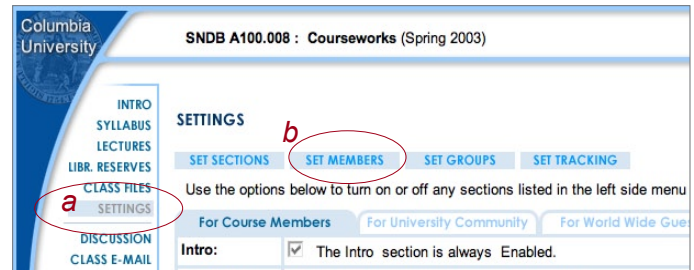 Columbia
University
SNDB A100.008 : Courseworks (Spring 2003)
INTRO
SYLLABUS
LECTURES
LIBR. RESERVES
CLASS FILES
a
SETTINGS
DISCUSSION
CLASS E-MAIL
SETTINGS
b
SET SECTIONS SET MEMBERS SET GROUPS SET TRACKING
Use the options below to turn on or off any sections listed in the left side menu
For Course Members For University Community For World Wide Gues
Intro: The Intro section is always Enabled.